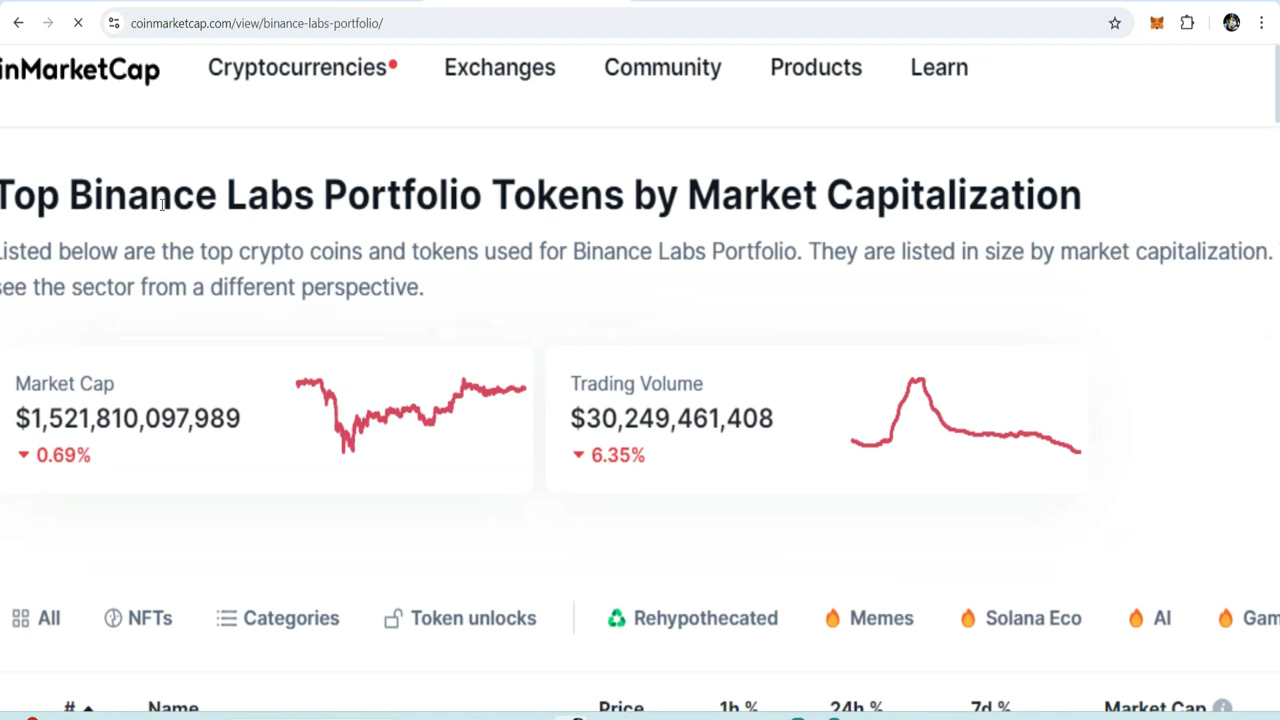 coinmarketcap.com/view/binance-labs-portfolio/
inMarketCap Cryptocurrencies Exchanges Community Products Learn
Top Binance Labs Portfolio Tokens by Market Capitalization
Listed below are the top crypto coins and tokens used for Binance Labs Portfolio. They are listed in size by market capitalization.
see the sector from a different perspective.
Market Cap
$1,521,810,097,989
0.69%
Trading Volume
$30,249,461,408
6.35%
All NFTs Categories Token unlocks Rehypothecated Memes Solana Eco AI Gam
# Name Price 1h % 24h % 7d % Market Cap